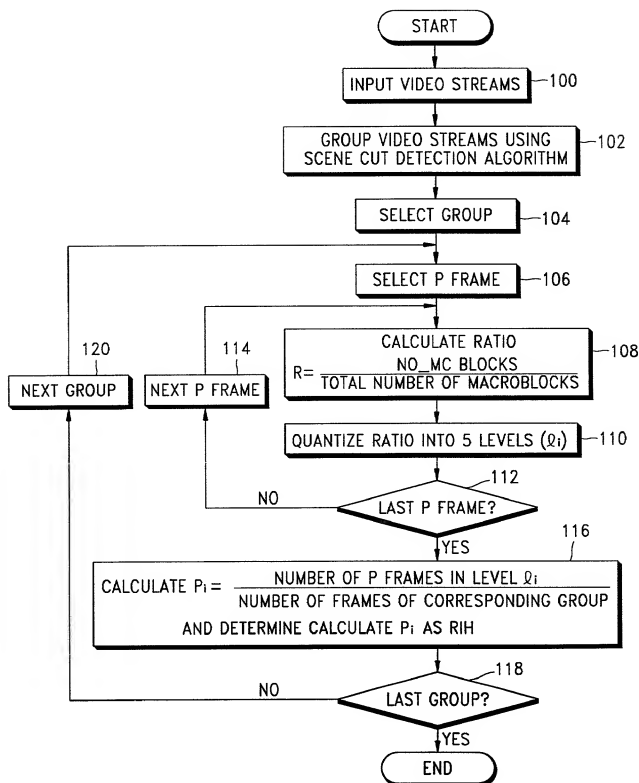 START
INPUT VIDEO STREAMS
100
GROUP VIDEO STREAMS USING
SCENE CUT DETECTION ALGORITHM
102
SELECT GROUP
104
SELECT P FRAME
106
CALCULATE RATIO
R= NO_MC BLOCKS
TOTAL NUMBER OF MACROBLOCKS
108
120
NEXT GROUP
114
NEXT P FRAME
QUANTIZE RATIO INTO 5 LEVELS (ℓi)
110
112
NO
LAST P FRAME?
YES
116
CALCULATE Pi= NUMBER OF P FRAMES IN LEVEL ℓi
NUMBER OF FRAMES OF CORRESPONDING GROUP
AND DETERMINE CALCULATE Pi AS RIH
118
NO
LAST GROUP?
YES
END